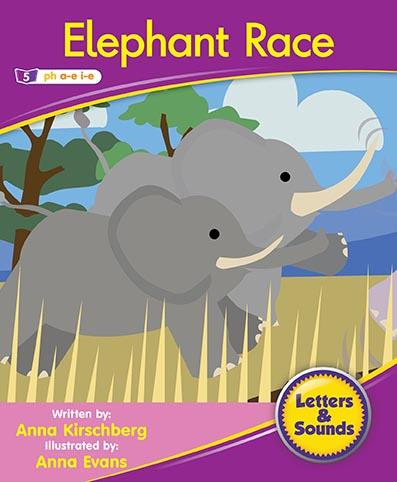 Elephant Race
5 ph a-e i-e
Written by:
Anna Kirschberg
Illustrated by:
Anna Evans
Letters
&
Sounds